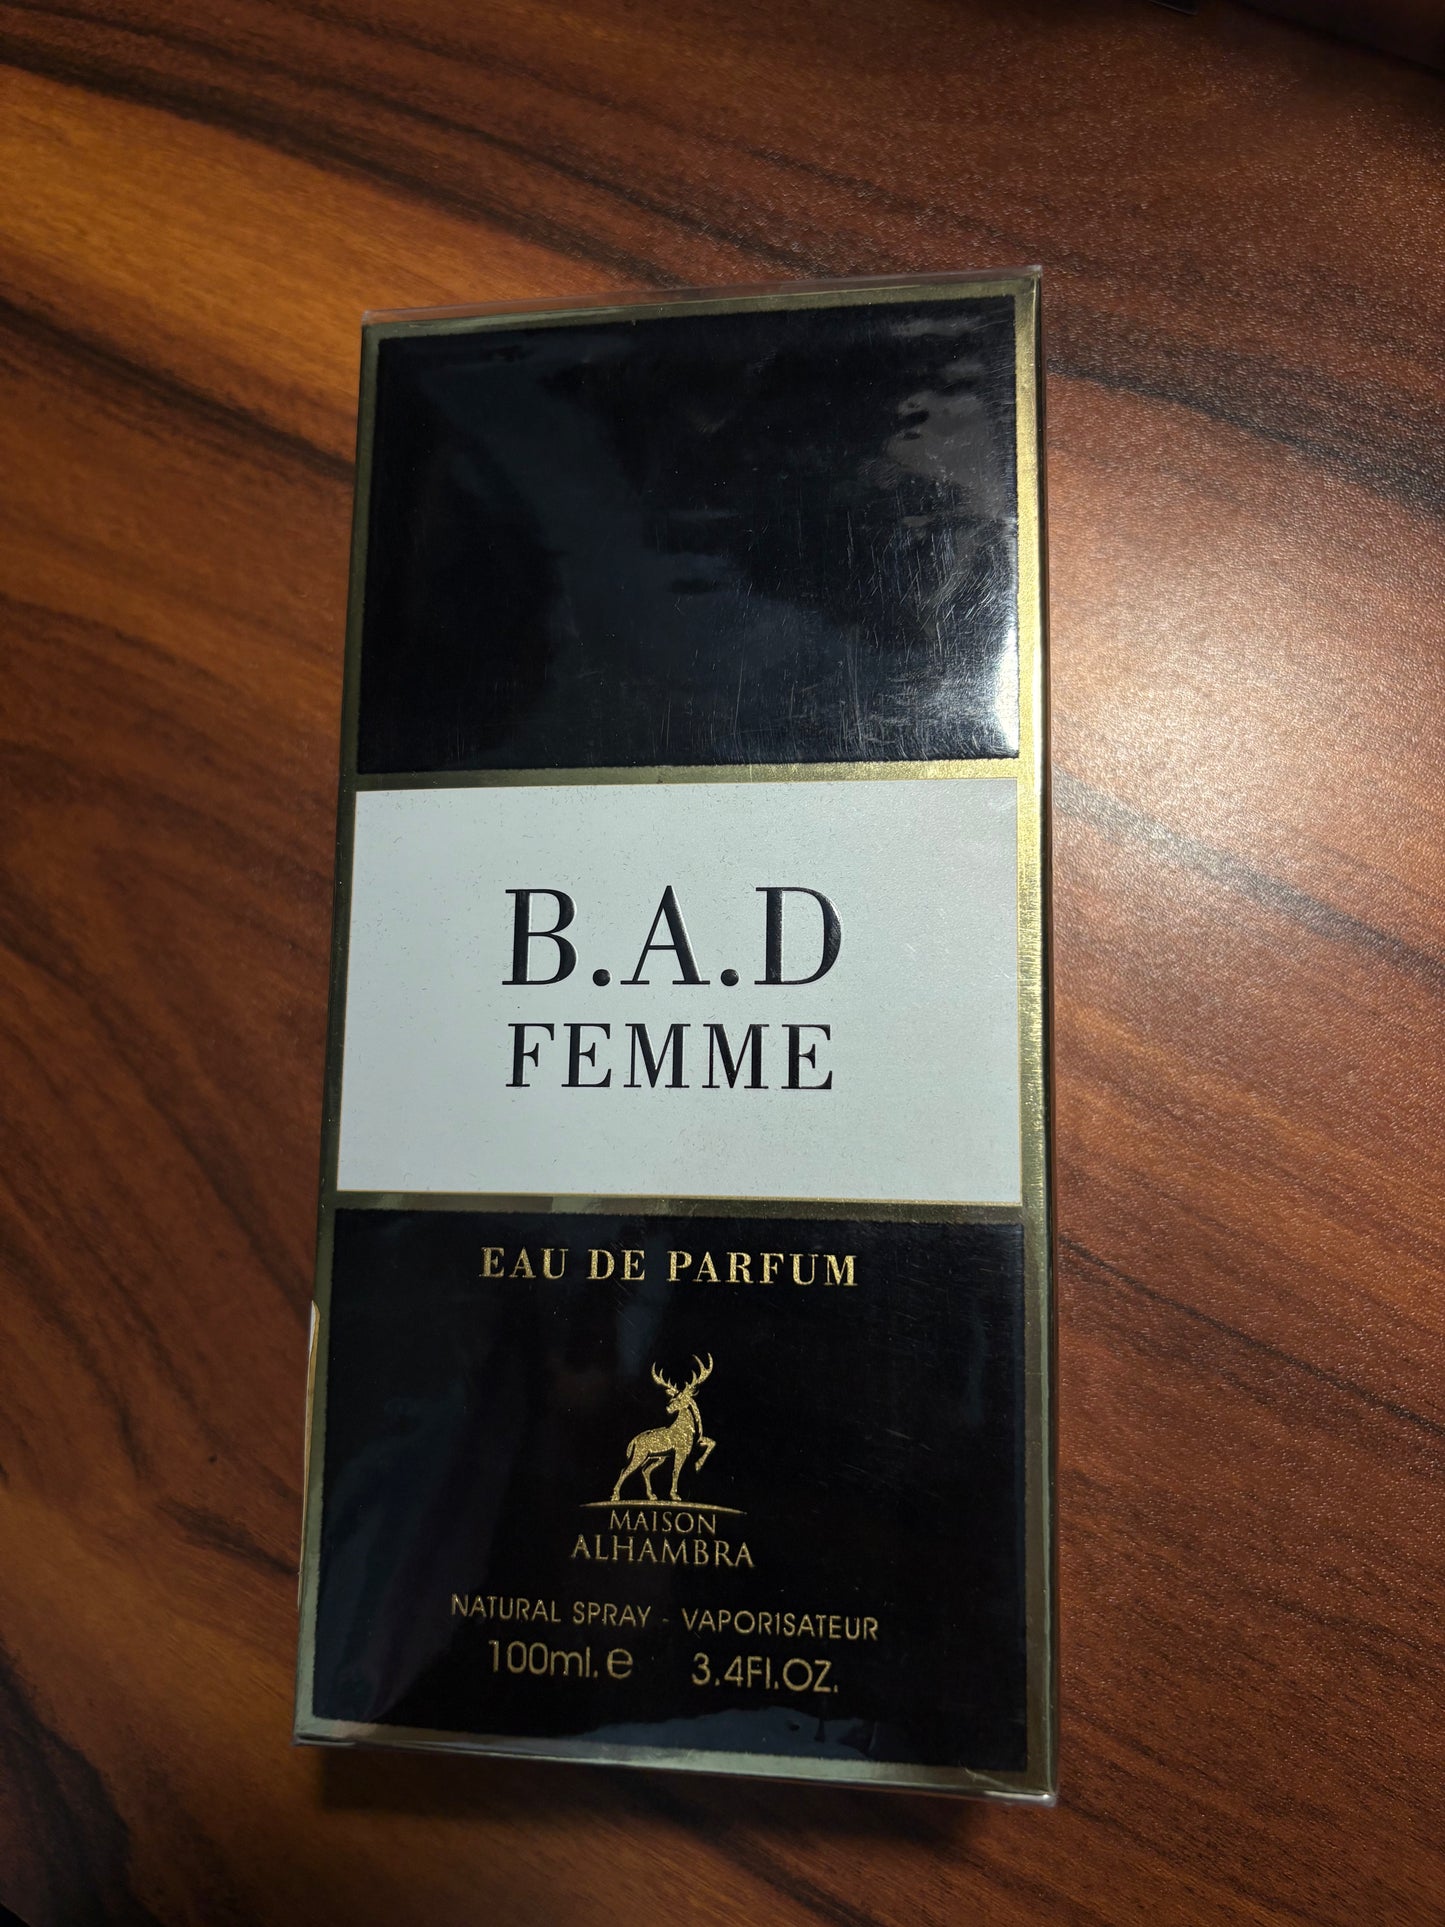 B.A.D
FEMME
EAU DE PARFUM
MAISON
ALHAMBRA
NATURAL SPRAY - VAPORISATEUR
100ml. e 3.4Fl.OZ.